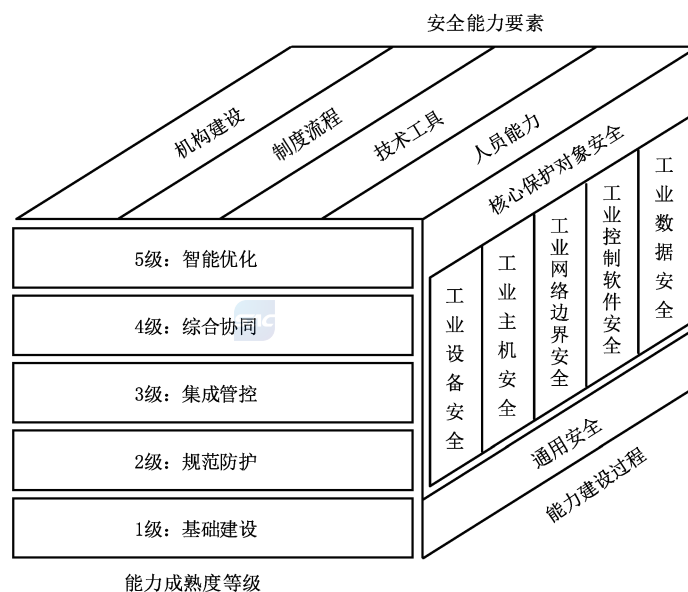 安全能力要素
机构建设
制度流程
技术工具
人员能力
核心保护对象安全
工业设备安全
工业主机安全
工业网络边界安全
工业控制软件安全
工业数据安全
5级：智能优化
4级：综合协同
3级：集成管控
2级：规范防护
1级：基础建设
通用安全
能力建设过程
能力成熟度等级